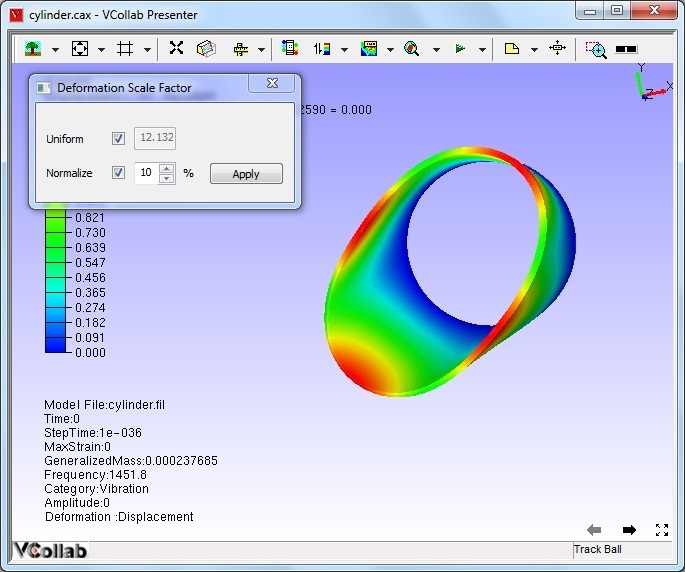 cylinder.cax - VCollab Presenter
Y
X
Z
Deformation Scale Factor
2590 = 0.000
Uniform 12.132
Normalize 10 % Apply
0.821
0.730
0.639
0.547
0.456
0.365
0.274
0.182
0.091
0.000
Model File:cylinder.fil
Time:0
StepTime:1e-036
MaxStrain:0
GeneralizedMass:0.000237685
Frequency:1451.8
Category:Vibration
Amplitude:0
Deformation :Displacement
VCollab
Track Ball